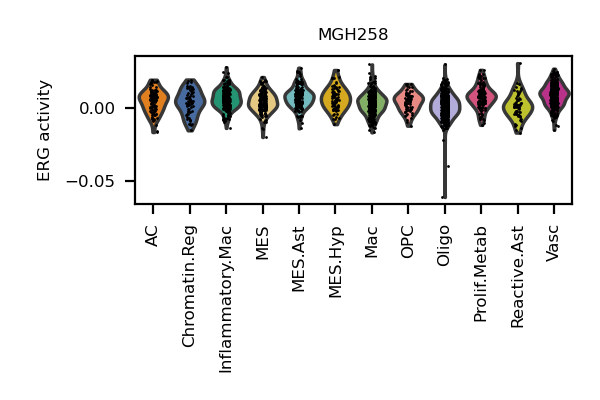 MGH258
ERG activity
0.00
−0.05
AC
Chromatin.Reg
Inflammatory.Mac
MES
MES.Ast
MES.Hyp
Mac
OPC
Oligo
Prolif.Metab
Reactive.Ast
Vasc